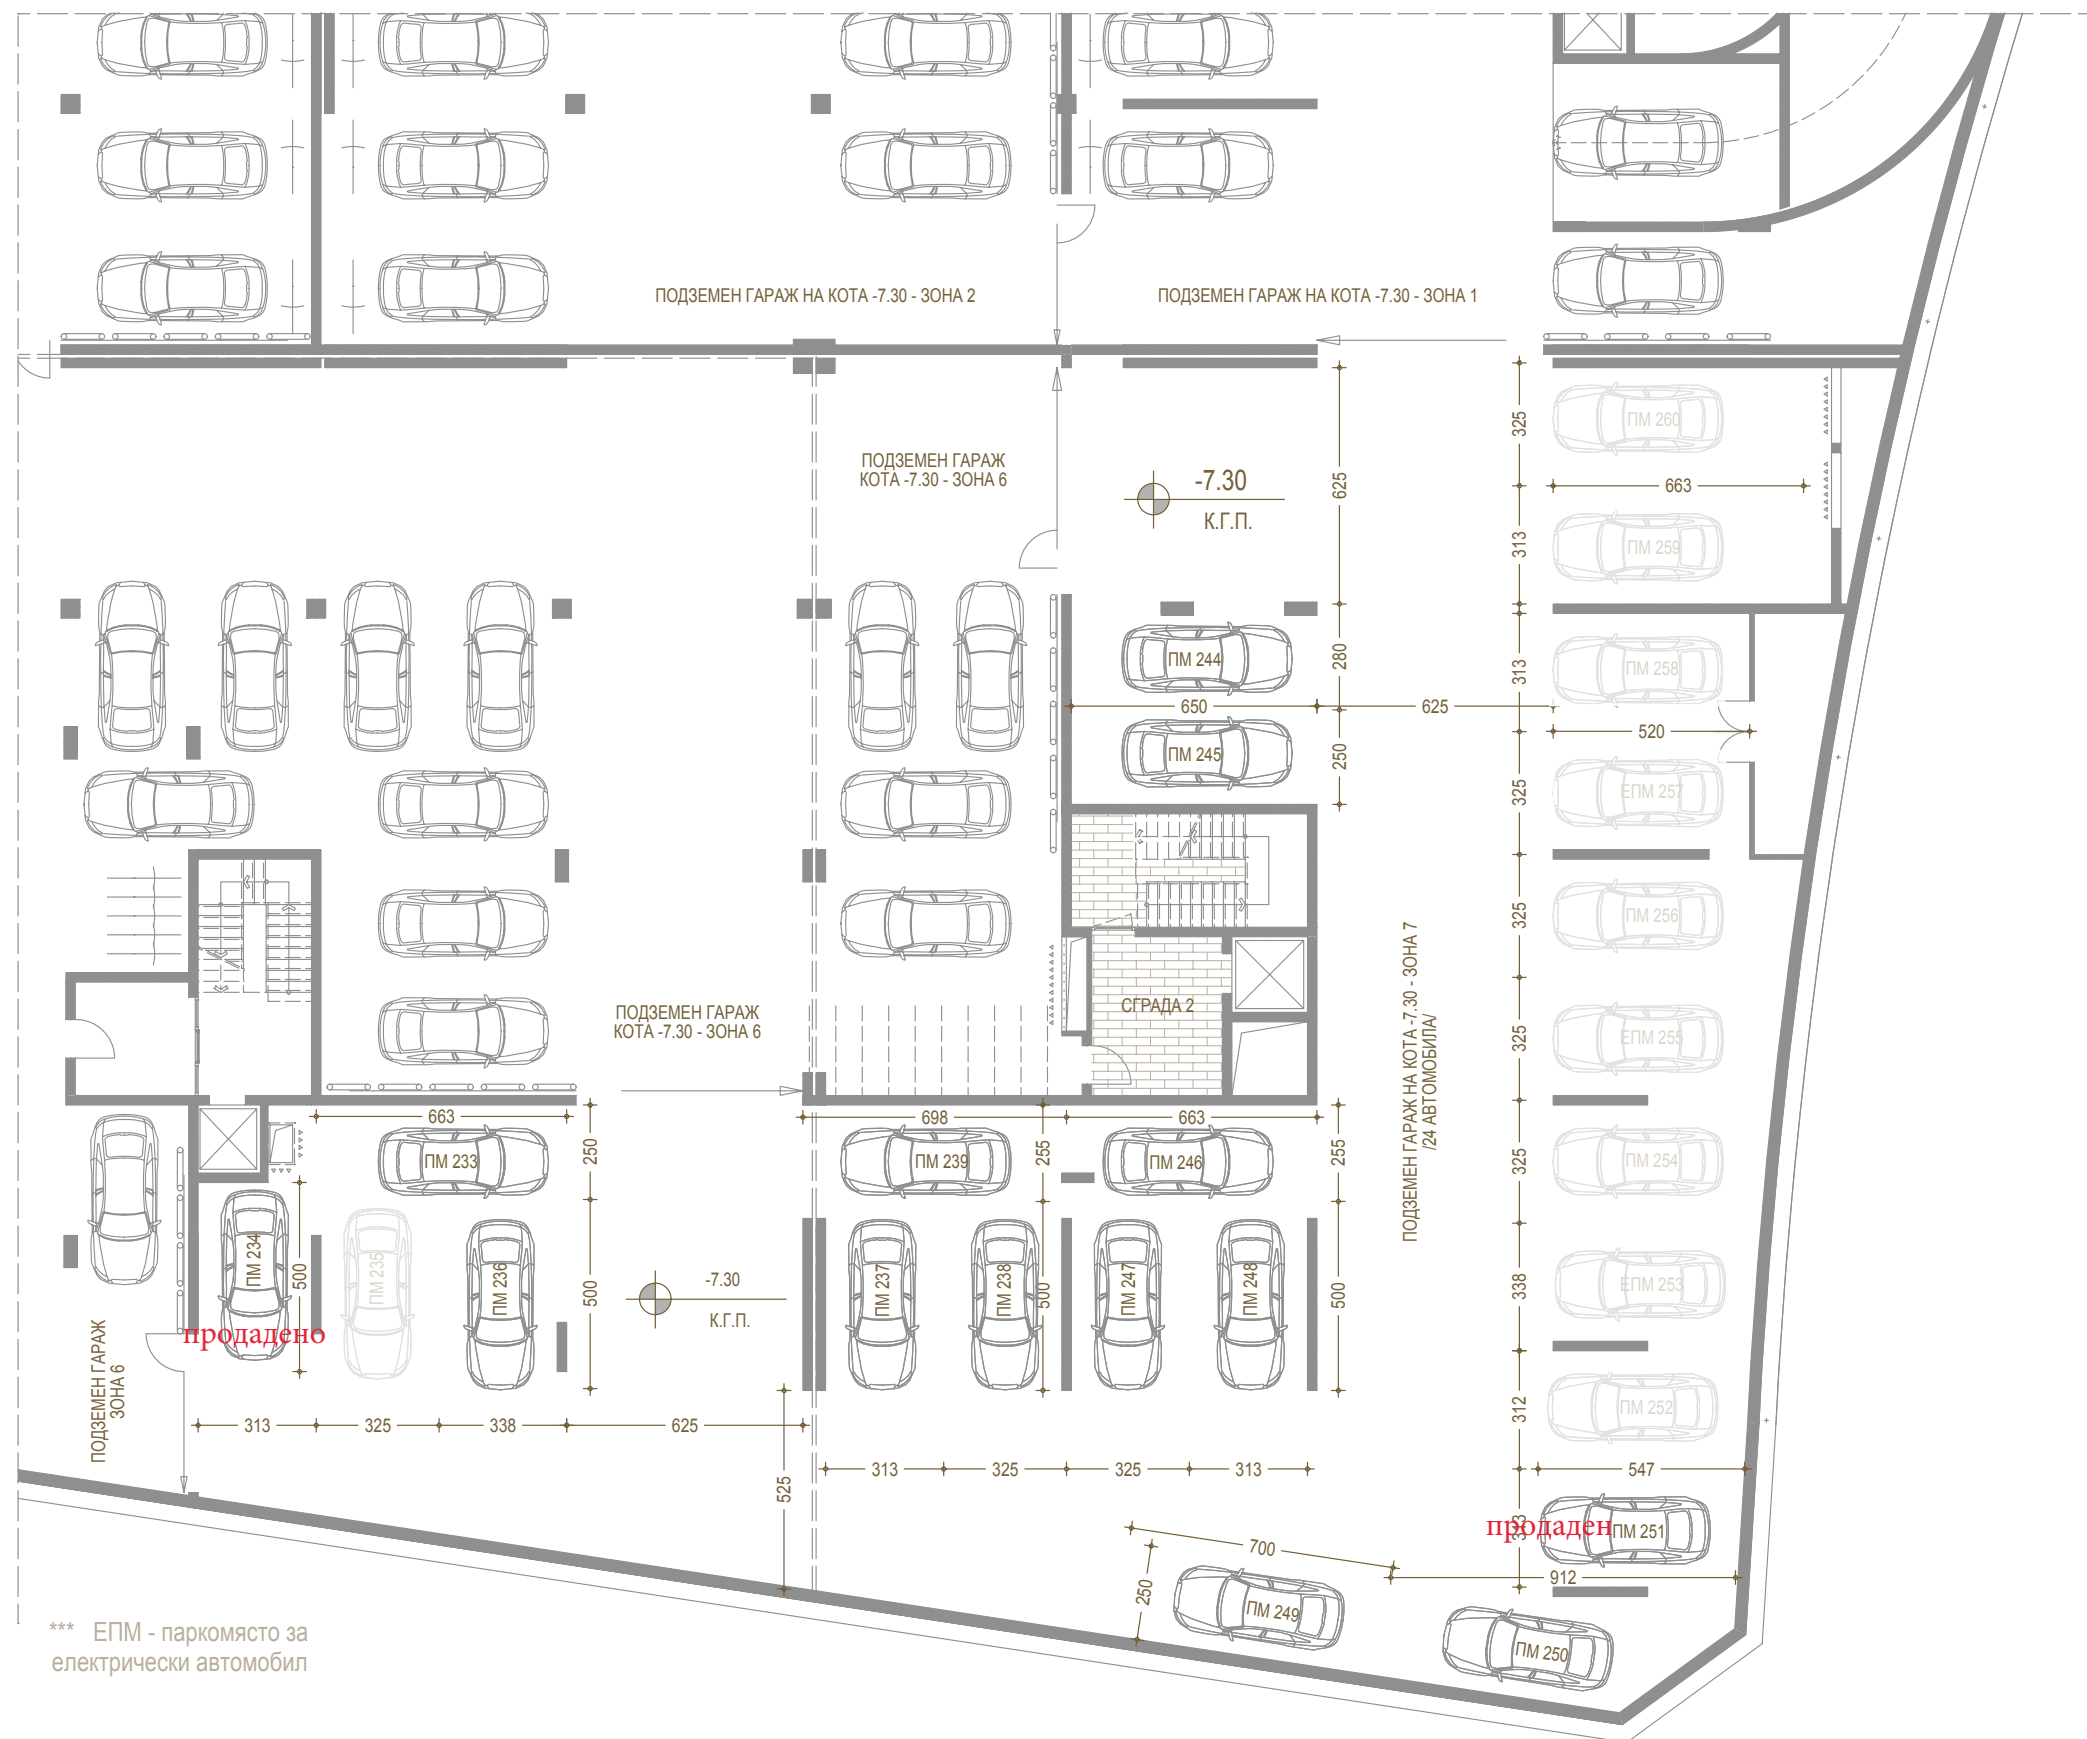 ПОДЗЕМЕН ГАРАЖ НА КОТА -7.30 - ЗОНА 2
ПОДЗЕМЕН ГАРАЖ НА КОТА -7.30 - ЗОНА 1
ПОДЗЕМЕН ГАРАЖ
КОТА -7.30 - ЗОНА 6
-7.30
К.Г.П.
625
325
ПМ 260
663
313
ПМ 259
ПМ 244
280
313
ПМ 258
650
625
520
ПМ 245
250
325
ЕПМ 257
325
ПМ 256
СГРАДА 2
ПОДЗЕМЕН ГАРАЖ НА КОТА -7.30 - ЗОНА 7
/24 АВТОМОБИЛА/
325
ЕПМ 255
ПОДЗЕМЕН ГАРАЖ
КОТА -7.30 - ЗОНА 6
663
698
663
ПМ 233
250
ПМ 239
255
ПМ 246
255
325
ПМ 254
ПМ 234
500
ПМ 235
ПМ 236
500
-7.30
К.Г.П.
ПМ 237
ПМ 238
500
ПМ 247
ПМ 248
500
338
ЕПМ 253
продадено
ПОДЗЕМЕН ГАРАЖ
ЗОНА 6
312
ПМ 252
313
325
338
625
525
313
325
325
313
547
продаден
ПМ 251
700
250
912
ПМ 249
ПМ 250
*** ЕПМ - паркомясто за
електрически автомобил